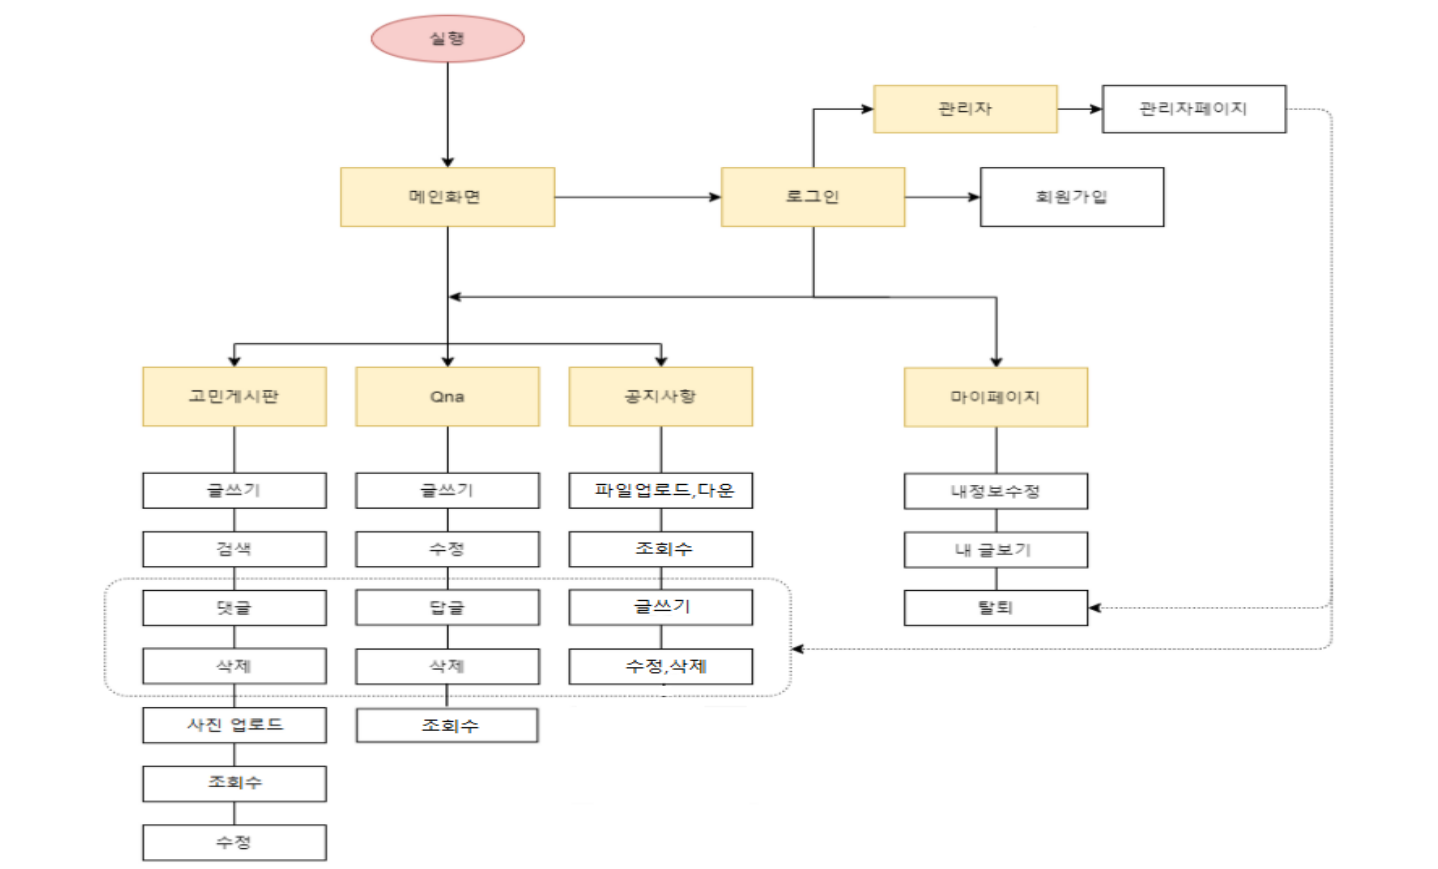 실행
관리자
관리자페이지
메인화면
로그인
회원가입
고민게시판
Qna
공지사항
마이페이지
글쓰기
글쓰기
파일업로드,다운
내정보수정
검색
수정
조회수
내 글보기
댓글
답글
글쓰기
탈퇴
삭제
삭제
수정,삭제
사진 업로드
조회수
조회수
수정